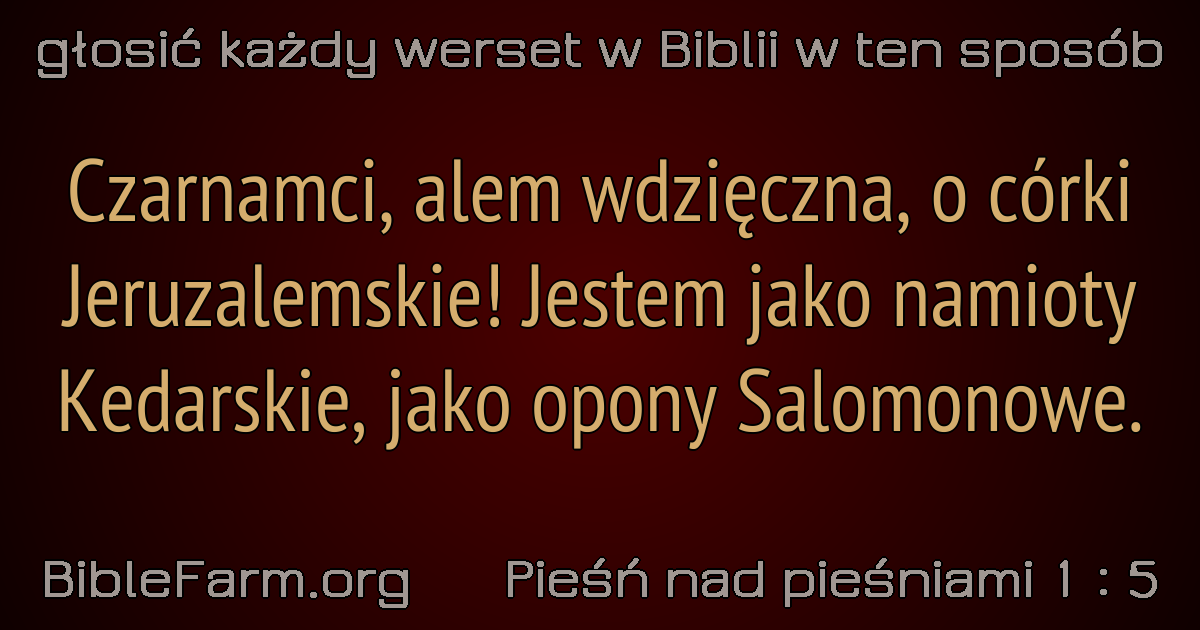 głosić każdy werset w Biblii w ten sposób
Czarnamci, alem wdzięczna, o córki
Jeruzalemskie! Jestem jako namioty
Kedarskie, jako opony Salomonowe.
BibleFarm.org Pieśń nad pieśniami 1 : 5